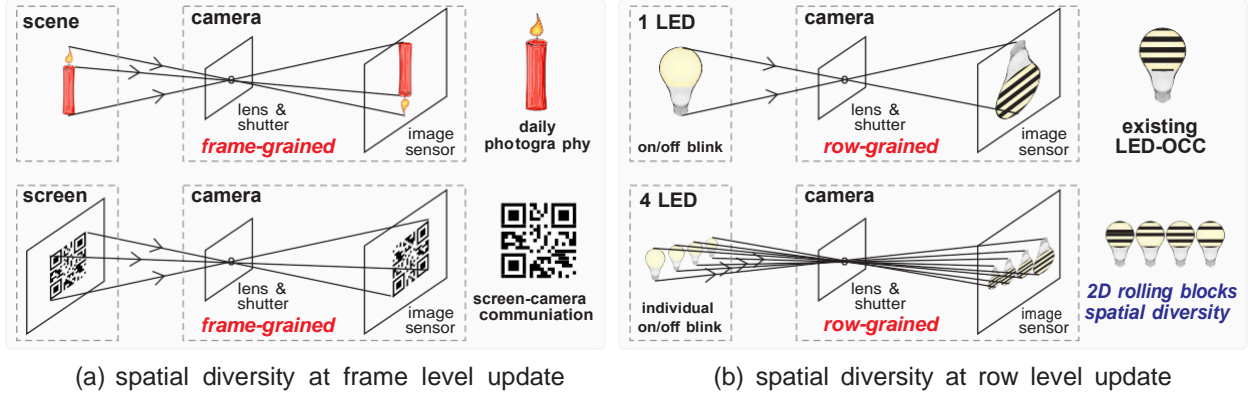 scene
camera
lens &
shutter
frame-grained
image
sensor
daily
photogra phy
screen
camera
lens &
shutter
frame-grained
image
sensor
screen-camera
communiation
(a) spatial diversity at frame level update
1 LED
camera
on/off blink
lens &
shutter
row-grained
image
sensor
existing
LED-OCC
4 LED
camera
individual
on/off blink
lens &
shutter
row-grained
image
sensor
2D rolling blocks
spatial diversity
(b) spatial diversity at row level update